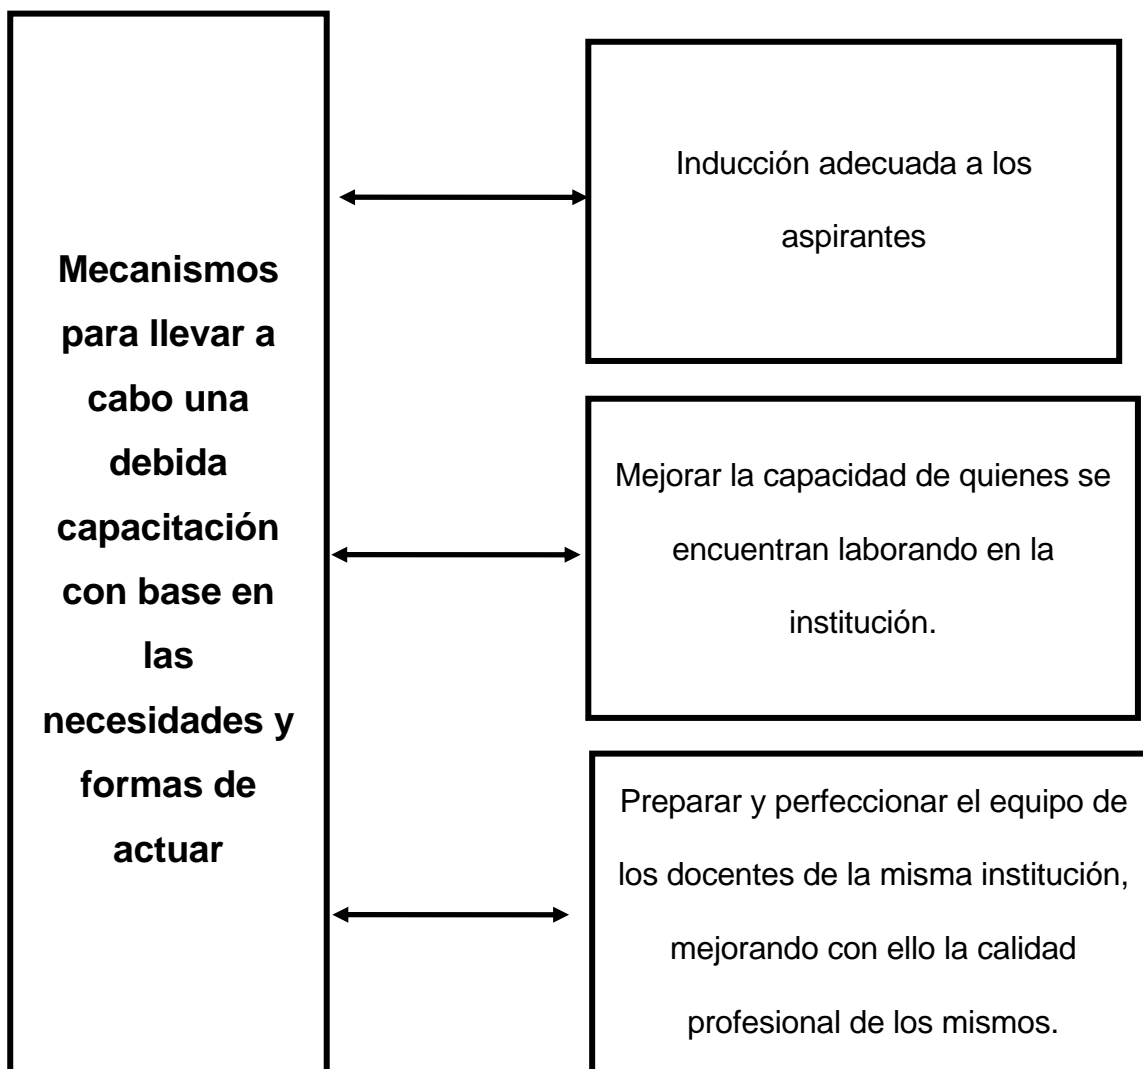 Mecanismos
para llevar a
cabo una
debida
capacitación
con base en
las
necesidades y
formas de
actuar
Inducción adecuada a los
aspirantes
Mejorar la capacidad de quienes se
encuentran laborando en la
institución.
Preparar y perfeccionar el equipo de
los docentes de la misma institución,
mejorando con ello la calidad
profesional de los mismos.